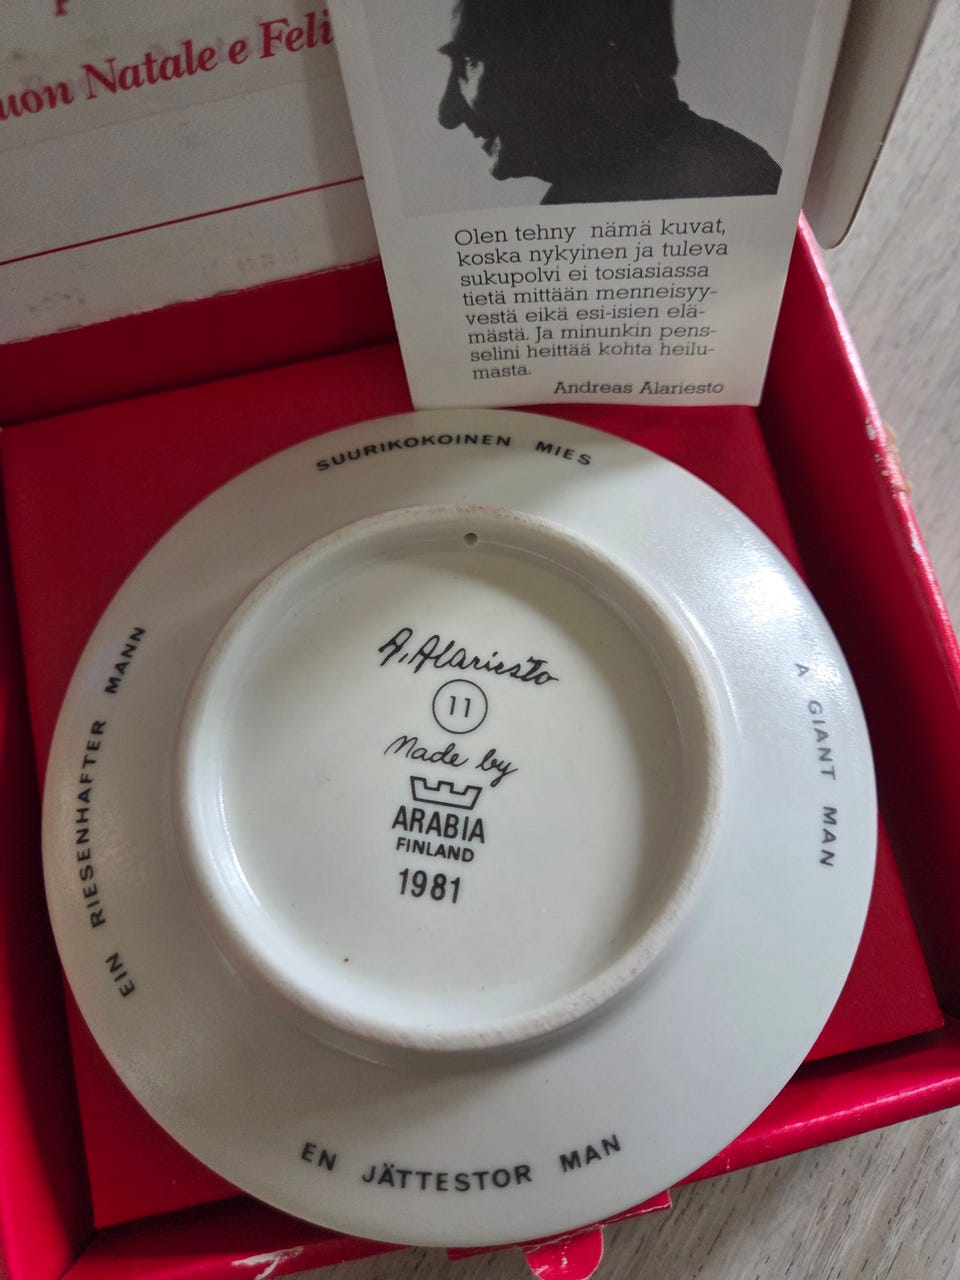 Natale e
Olen tehny nämä kuvat,
koska nykyinen ja tuleva
sukupolvi ei tosiasiassa
tietä mittään menneisyy-
vestä eikä esi-isien elä-
mästä. Ja minunkin pens-
selini heittää kohta heilu-
masta.
Andreas Alariesto
SUURIKOKOINEN MIES
EIN RIESENHAFTER MANN
A GIANT MAN
EN JÄTTESTOR MAN
A. Alariesto
11
Made by
ARABIA
FINLAND
1981